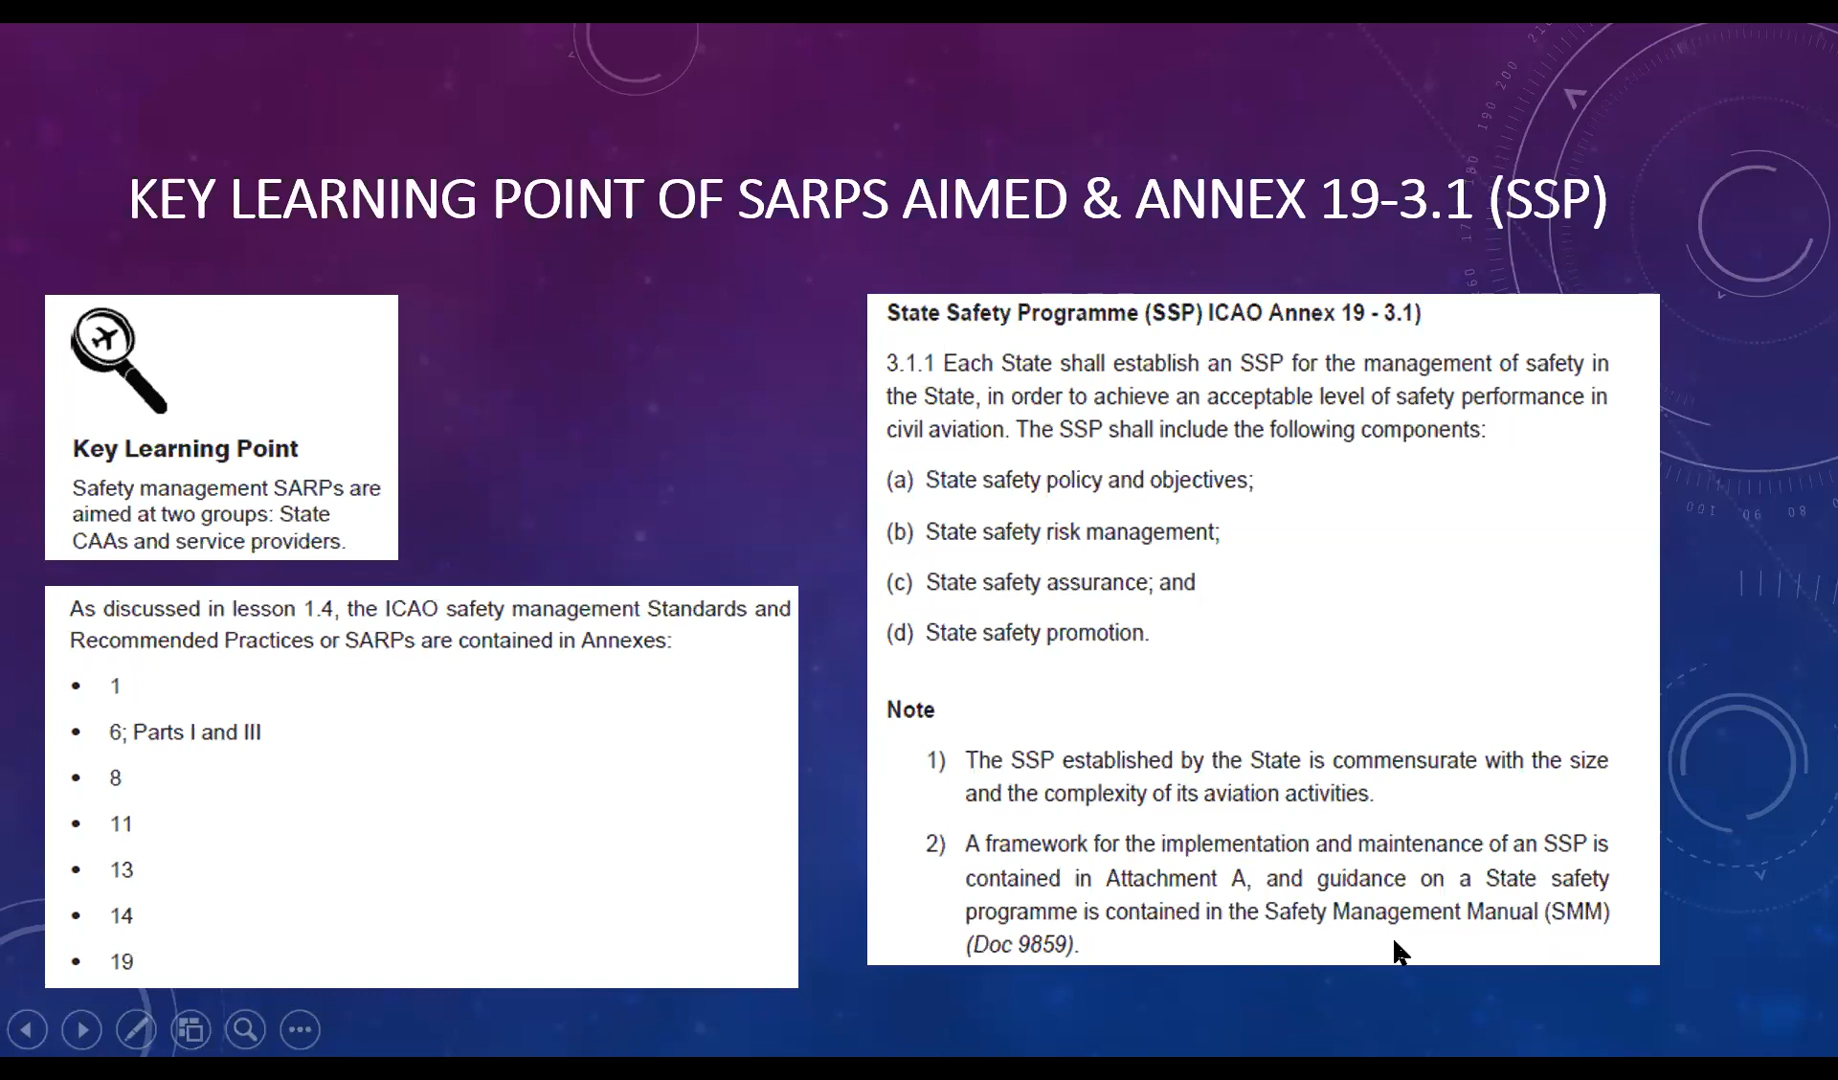 KEY LEARNING POINT OF SARPS AIMED & ANNEX 19-3.1 (SSP)
Key Learning Point
Safety management SARPs are
aimed at two groups: State
CAAs and service providers.
As discussed in lesson 1.4, the ICAO safety management Standards and
Recommended Practices or SARPs are contained in Annexes:
• 1
• 6; Parts I and III
• 8
• 11
• 13
• 14
• 19
State Safety Programme (SSP) ICAO Annex 19 - 3.1)
3.1.1 Each State shall establish an SSP for the management of safety in
the State, in order to achieve an acceptable level of safety performance in
civil aviation. The SSP shall include the following components:
(a) State safety policy and objectives;
(b) State safety risk management;
(c) State safety assurance; and
(d) State safety promotion.
Note
1) The SSP established by the State is commensurate with the size
and the complexity of its aviation activities.
2) A framework for the implementation and maintenance of an SSP is
contained in Attachment A, and guidance on a State safety
programme is contained in the Safety Management Manual (SMM)
(Doc 9859).
200
190
180